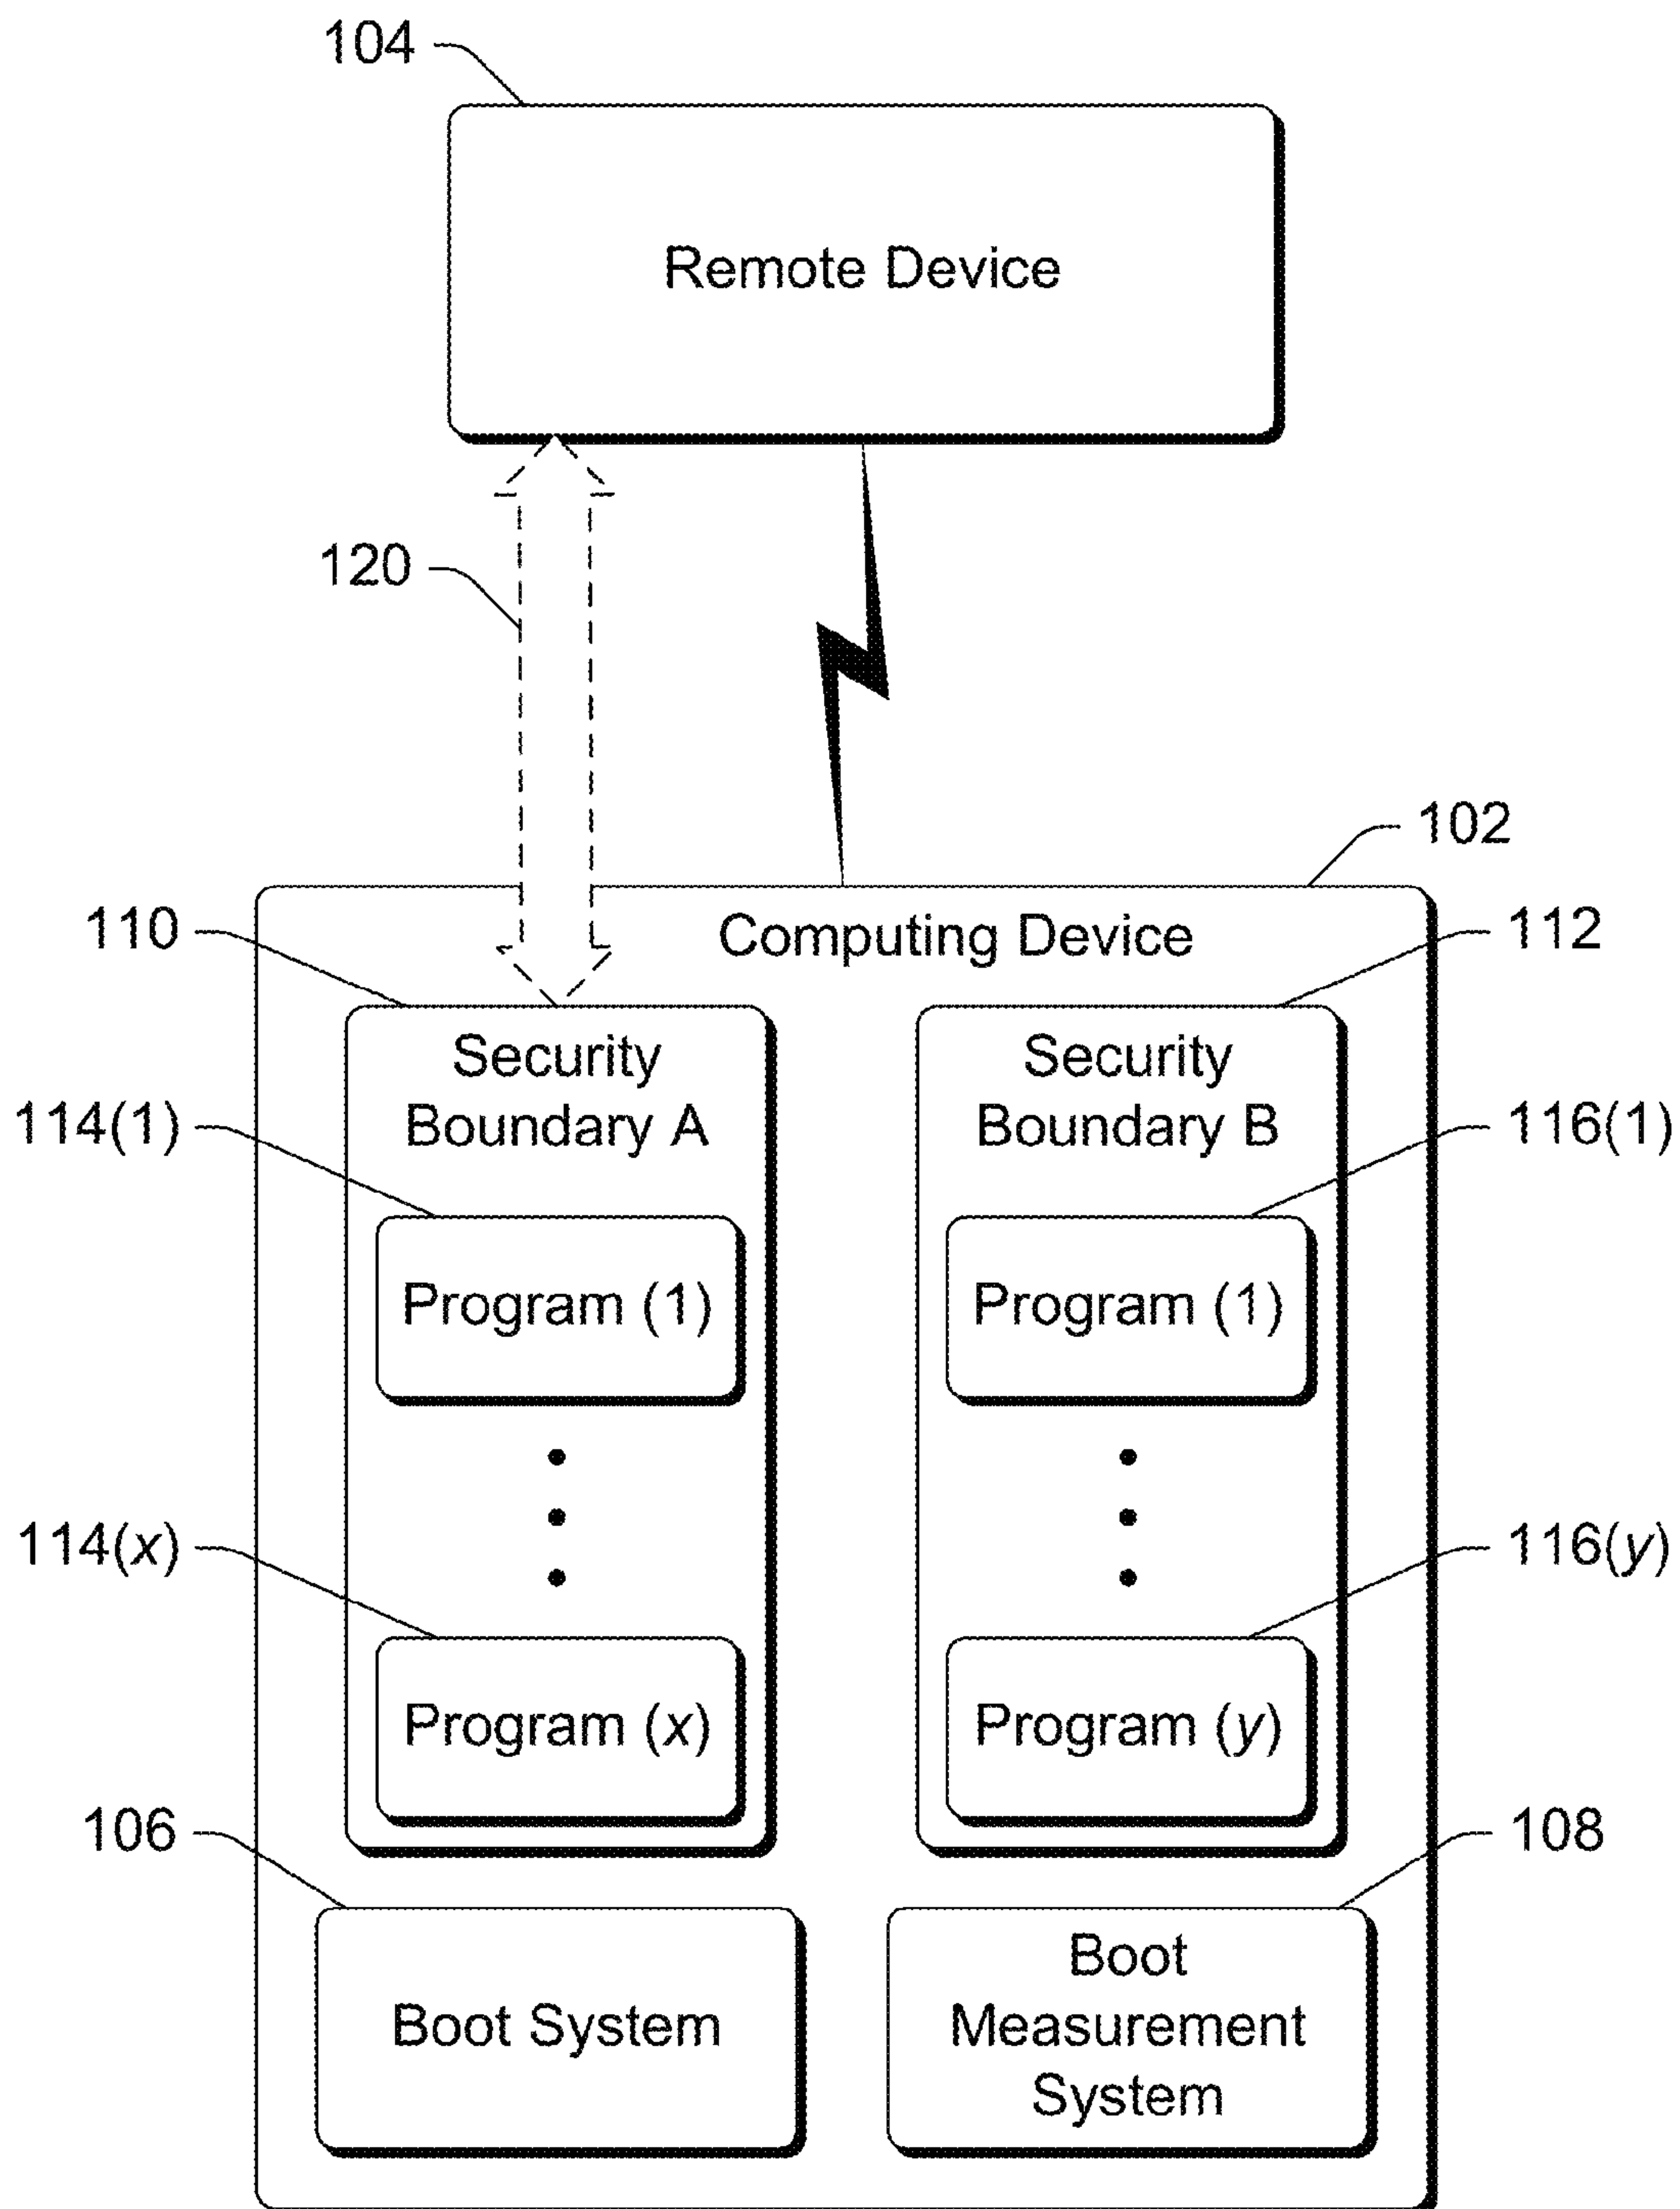 104
Remote Device
120
102
110
Computing Device
112
Security
Boundary A
Security
Boundary B
114(1)
116(1)
Program (1)
Program (1)
114(x)
116(y)
Program (x)
Program (y)
106
108
Boot System
Boot
Measurement
System